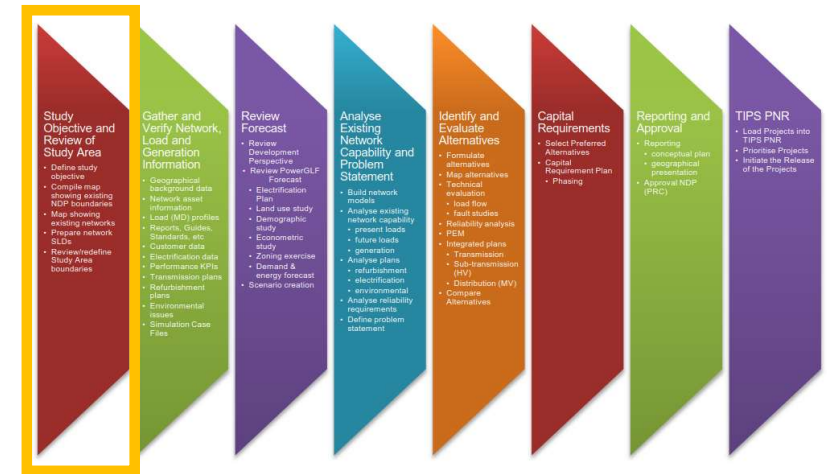 Study
Objective and
Review of
Study Area
• Define study
objective
• Compile map
showing existing
NDP boundaries
• Map showing
existing networks
• Prepare network
SLDs
• Review/redefine
Study Area
boundaries
Gather and
Verify Network,
Load and
Generation
Information
• Geographical
background data
• Network asset
information
• Load (MD) profiles
• Reports, Guides,
Standards, etc
• Customer data
• Electrification data
• Performance KPIs
• Transmission plans
• Refurbishment
plans
• Environmental
issues
• Simulation Case
Files
Review
Forecast
• Review
Development
Perspective
• Review PowerGLF
Forecast
• Electrification
Plan
• Land use study
• Demographic
study
• Econometric
study
• Zoning exercise
• Demand &
energy forecast
• Scenario creation
Analyse
Existing
Network
Capability and
Problem
Statement
• Build network
models
• Analyse existing
network capability
• present loads
• future loads
• generation
• Analyse plans
• refurbishment
• electrification
• environmental
• Analyse reliability
requirements
• Define problem
statement
Identify and
Evaluate
Alternatives
• Formulate
alternatives
• Map alternatives
• Technical
evaluation
• load flow
• fault studies
• Reliability analysis
• PEM
• Integrated plans
• Transmission
• Sub-transmission
(HV)
• Distribution (MV)
• Compare
Alternatives
Capital
Requirements
• Select Preferred
Alternatives
• Capital
Requirement Plan
• Phasing
Reporting and
Approval
• Reporting
• conceptual plan
• geographical
presentation
• Approval NDP
(PRC)
TIPS PNR
• Load Projects into
TIPS PNR
• Prioritise Projects
• Initiate the Release
of the Projects